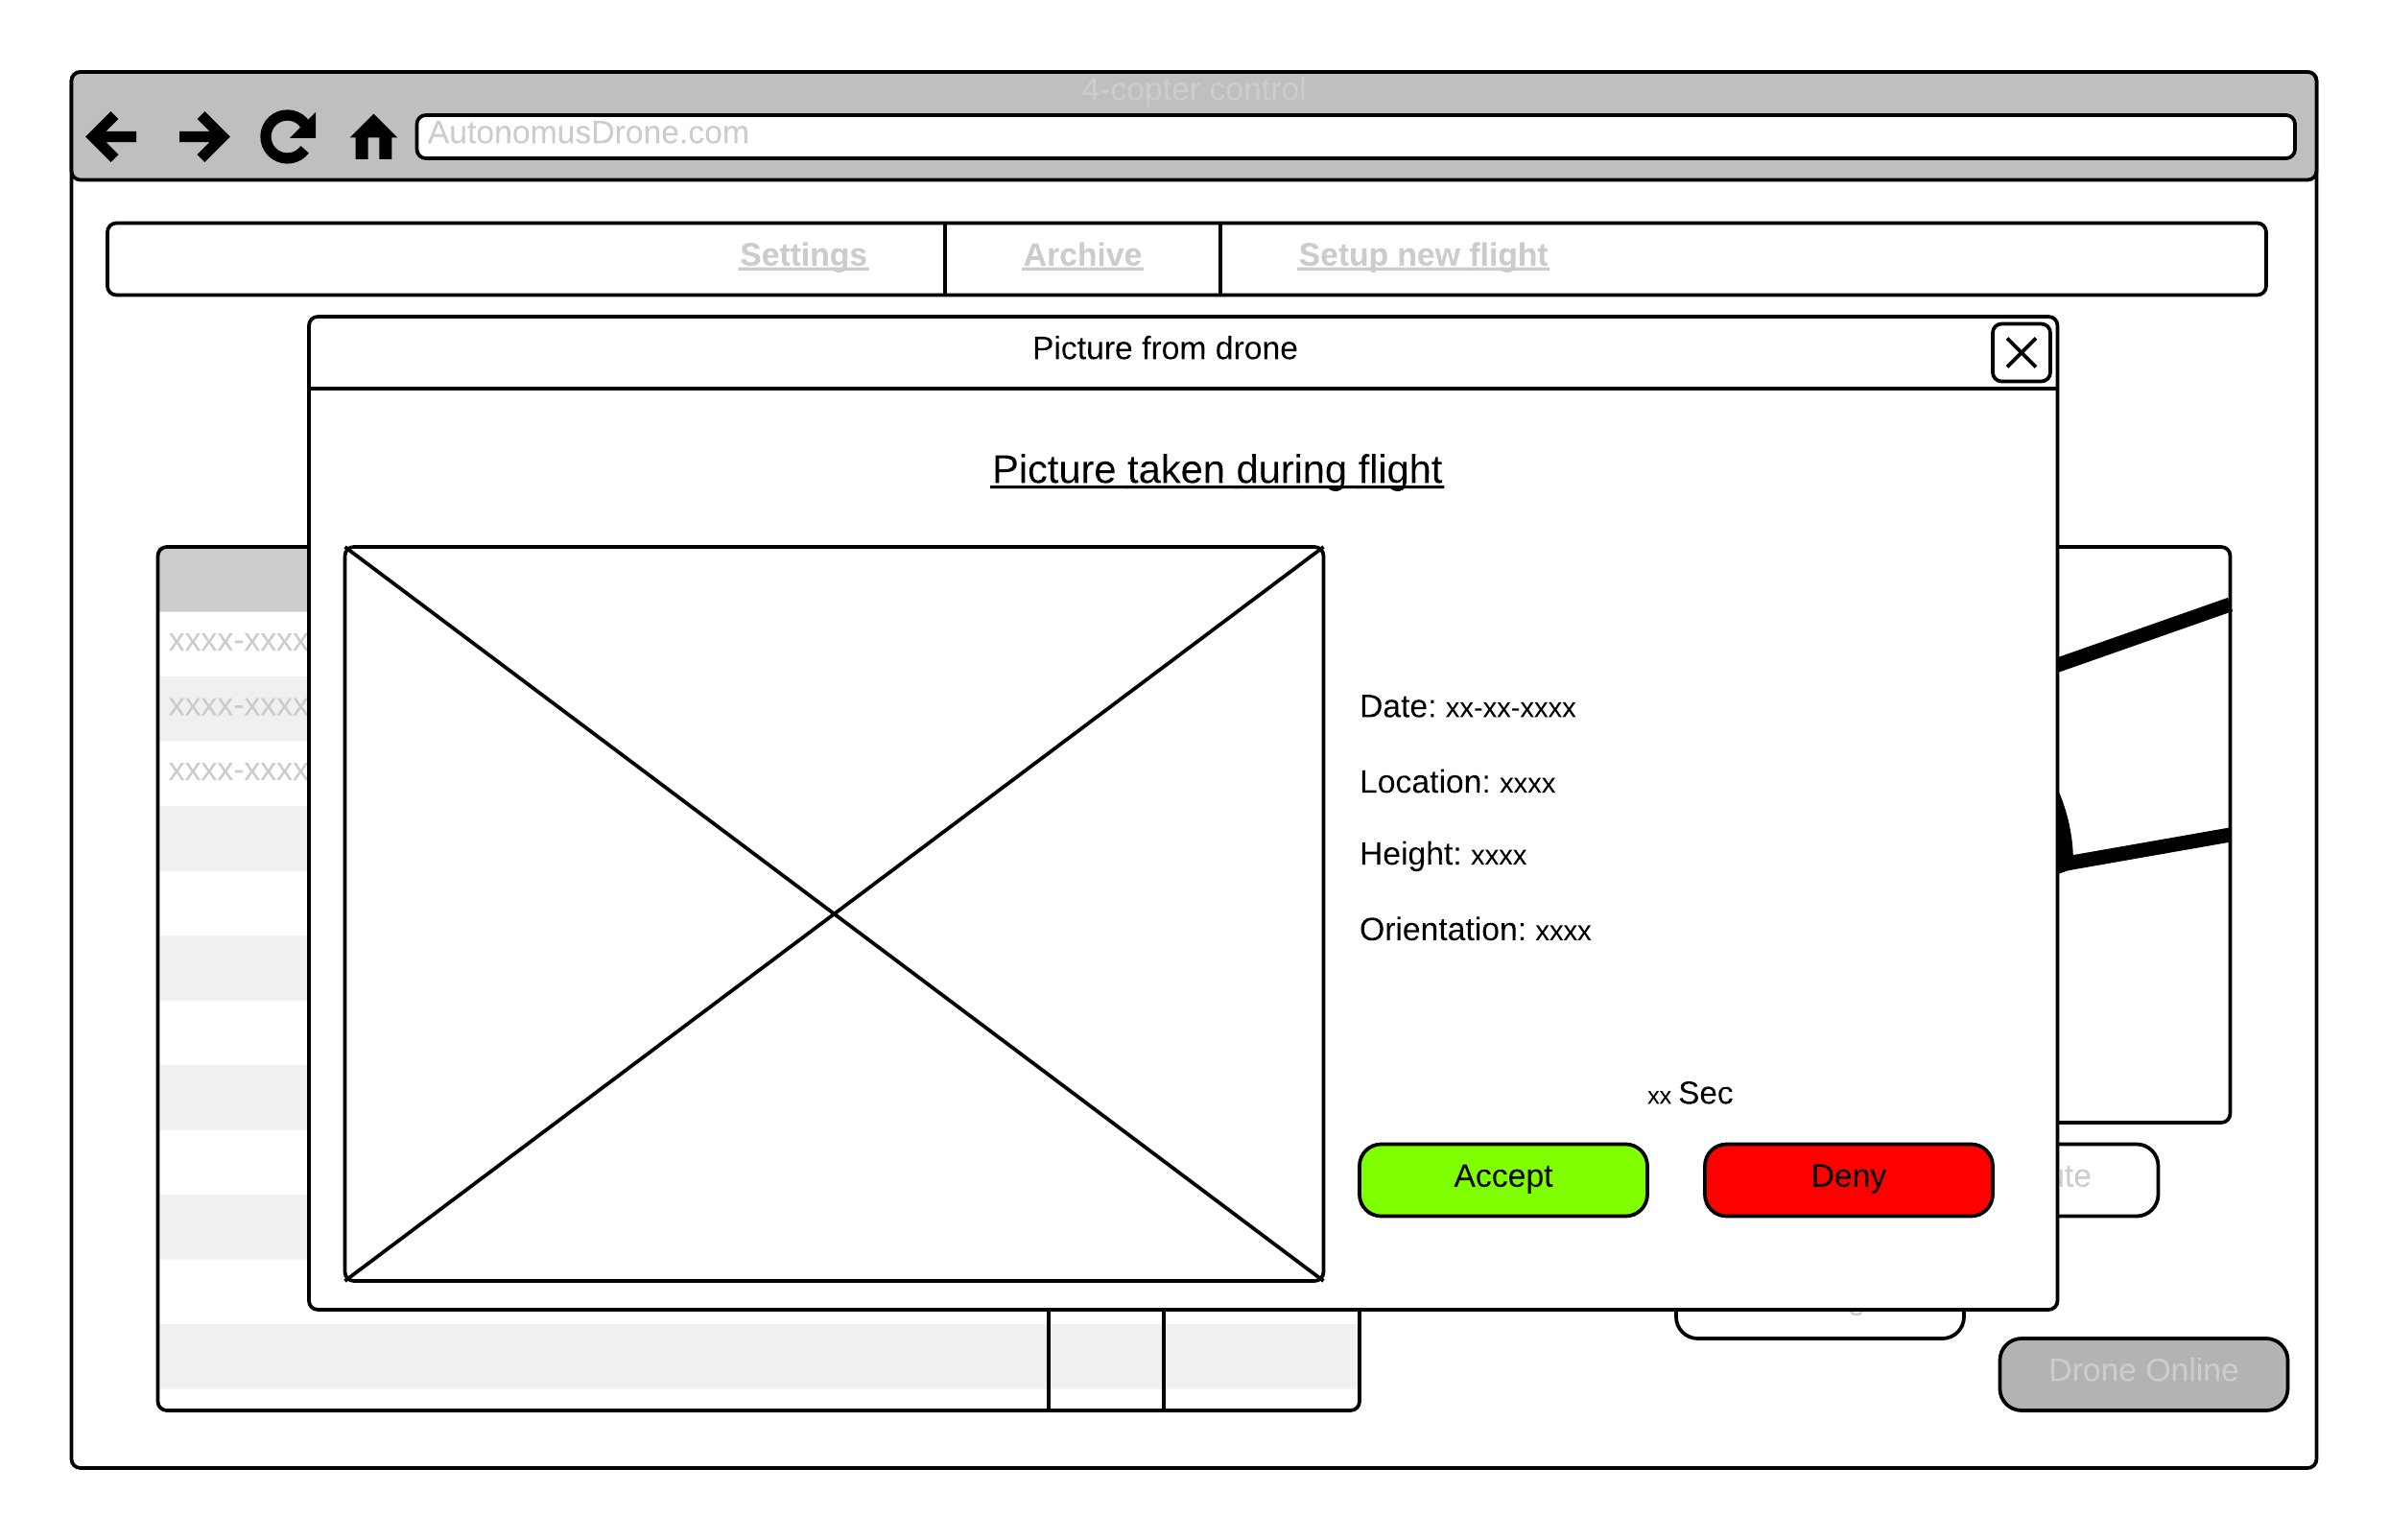 4-copter control
AutonomusDrone.com
Settings Archive Setup new flight
Picture from drone
Picture taken during flight
xxxx-xxxx
xxxx-xxxx
xxxx-xxxx
Date: xx-xx-xxxx
Location: xxxx
Height: xxxx
Orientation: xxxx
xx Sec
Accept Deny
Drone Online